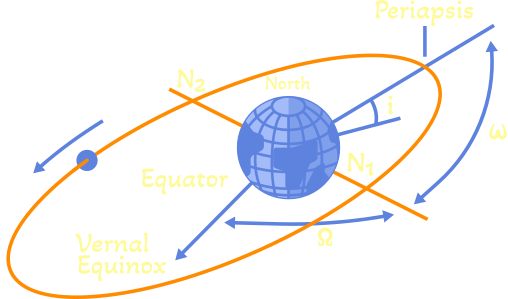 Periapsis
N2
North
i
ω
N1
Equator
Ω
Vernal
Equinox